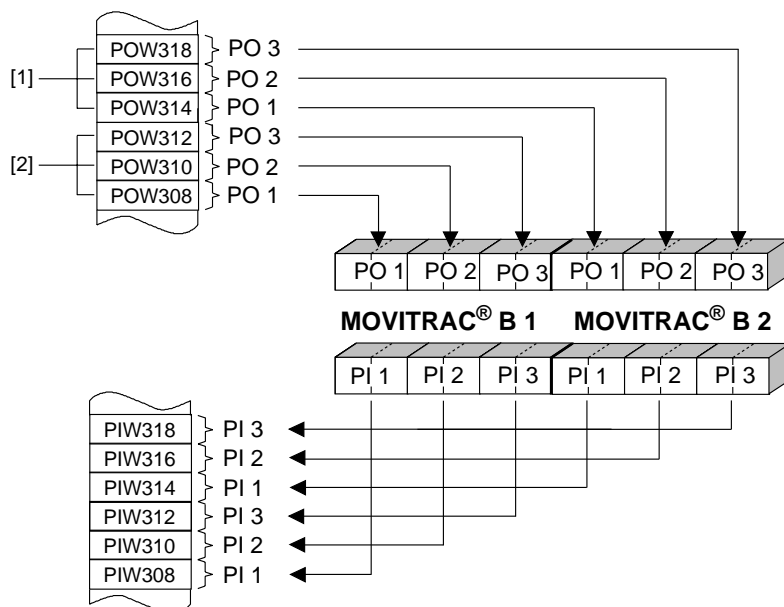 POW318 PO 3
[1] POW316 PO 2
POW314 PO 1
POW312 PO 3
[2] POW310 PO 2
POW308 PO 1
PO 1 PO 2 PO 3 PO 1 PO 2 PO 3
MOVITRAC® B 1 MOVITRAC® B 2
PI 1 PI 2 PI 3 PI 1 PI 2 PI 3
PIW318 PI 3
PIW316 PI 2
PIW314 PI 1
PIW312 PI 3
PIW310 PI 2
PIW308 PI 1